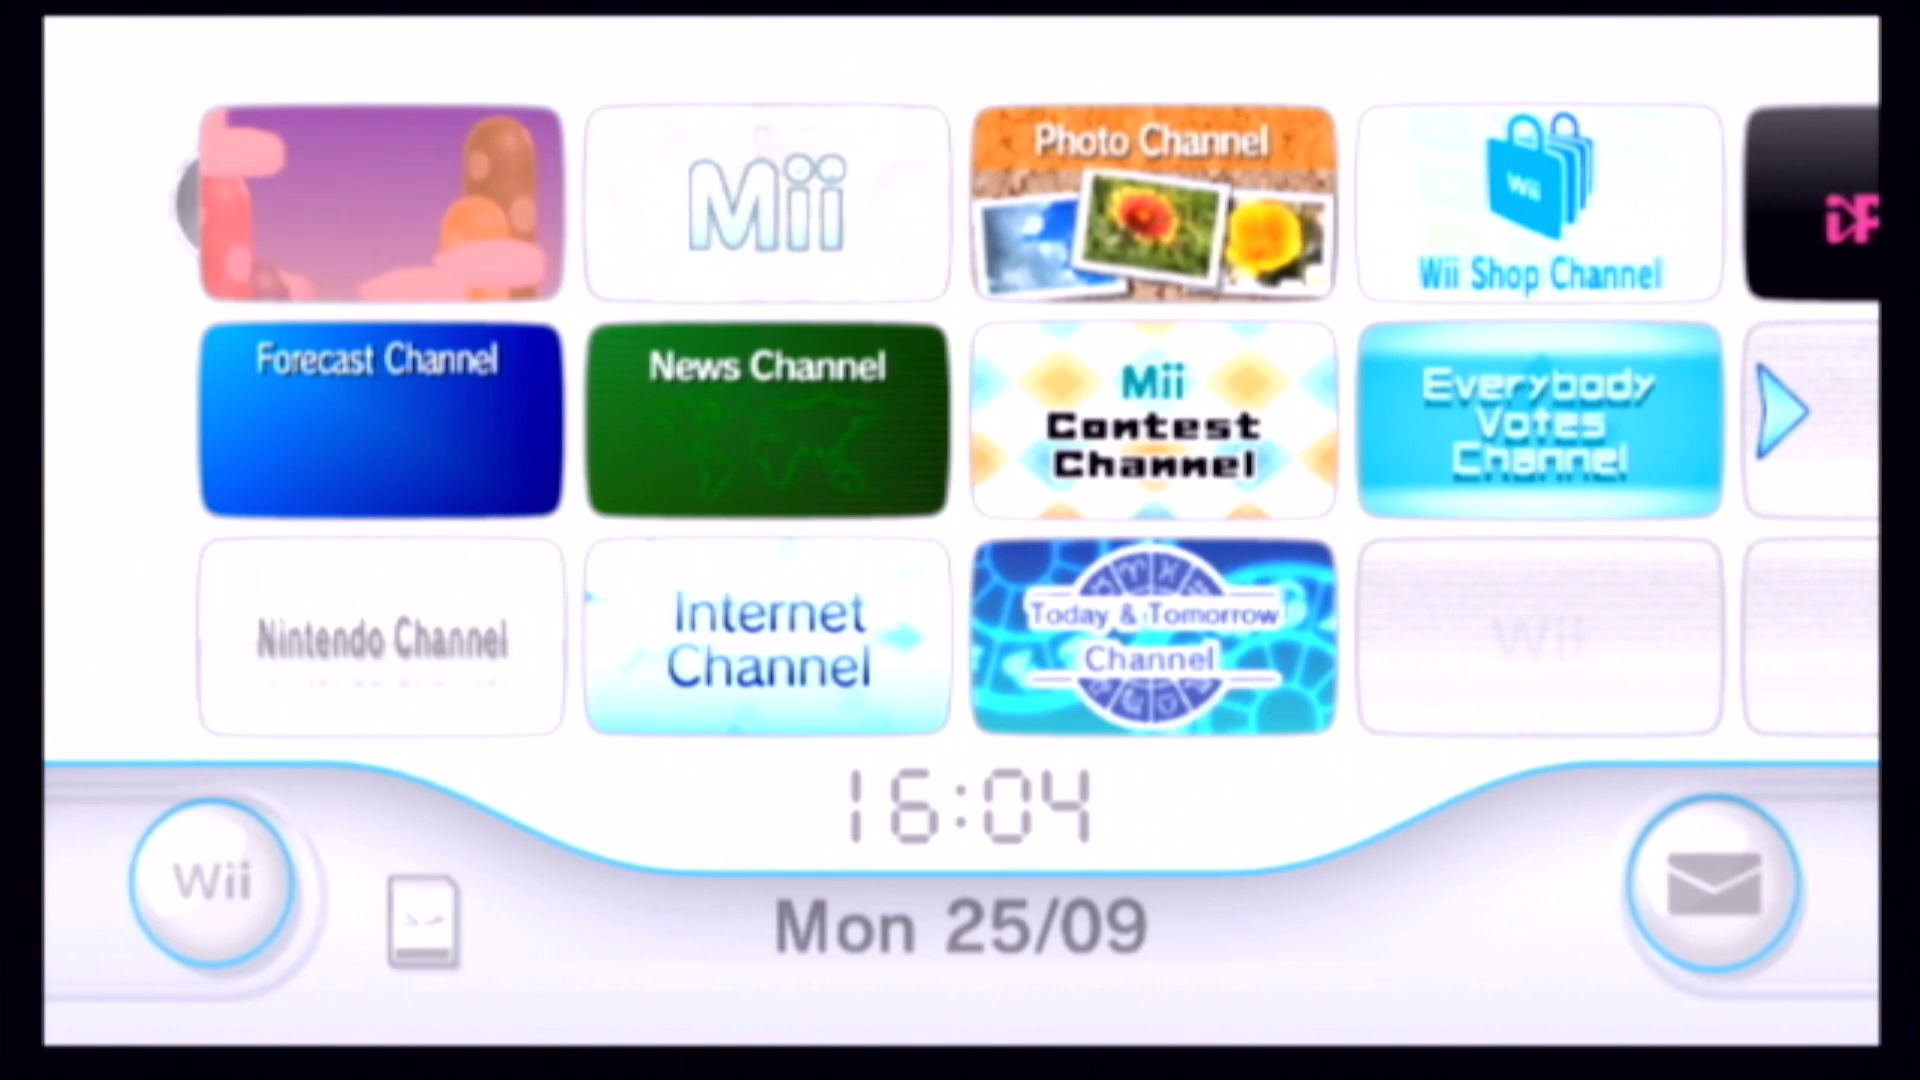 Mii
Photo Channel
Wii
Wii Shop Channel
Forecast Channel
News Channel
Mii
Contest
Channel
Everybody
Votes
Channel
Nintendo Channel
Internet
Channel
Today & Tomorrow
Channel
Wii
16:04
Wii
Mon 25/09